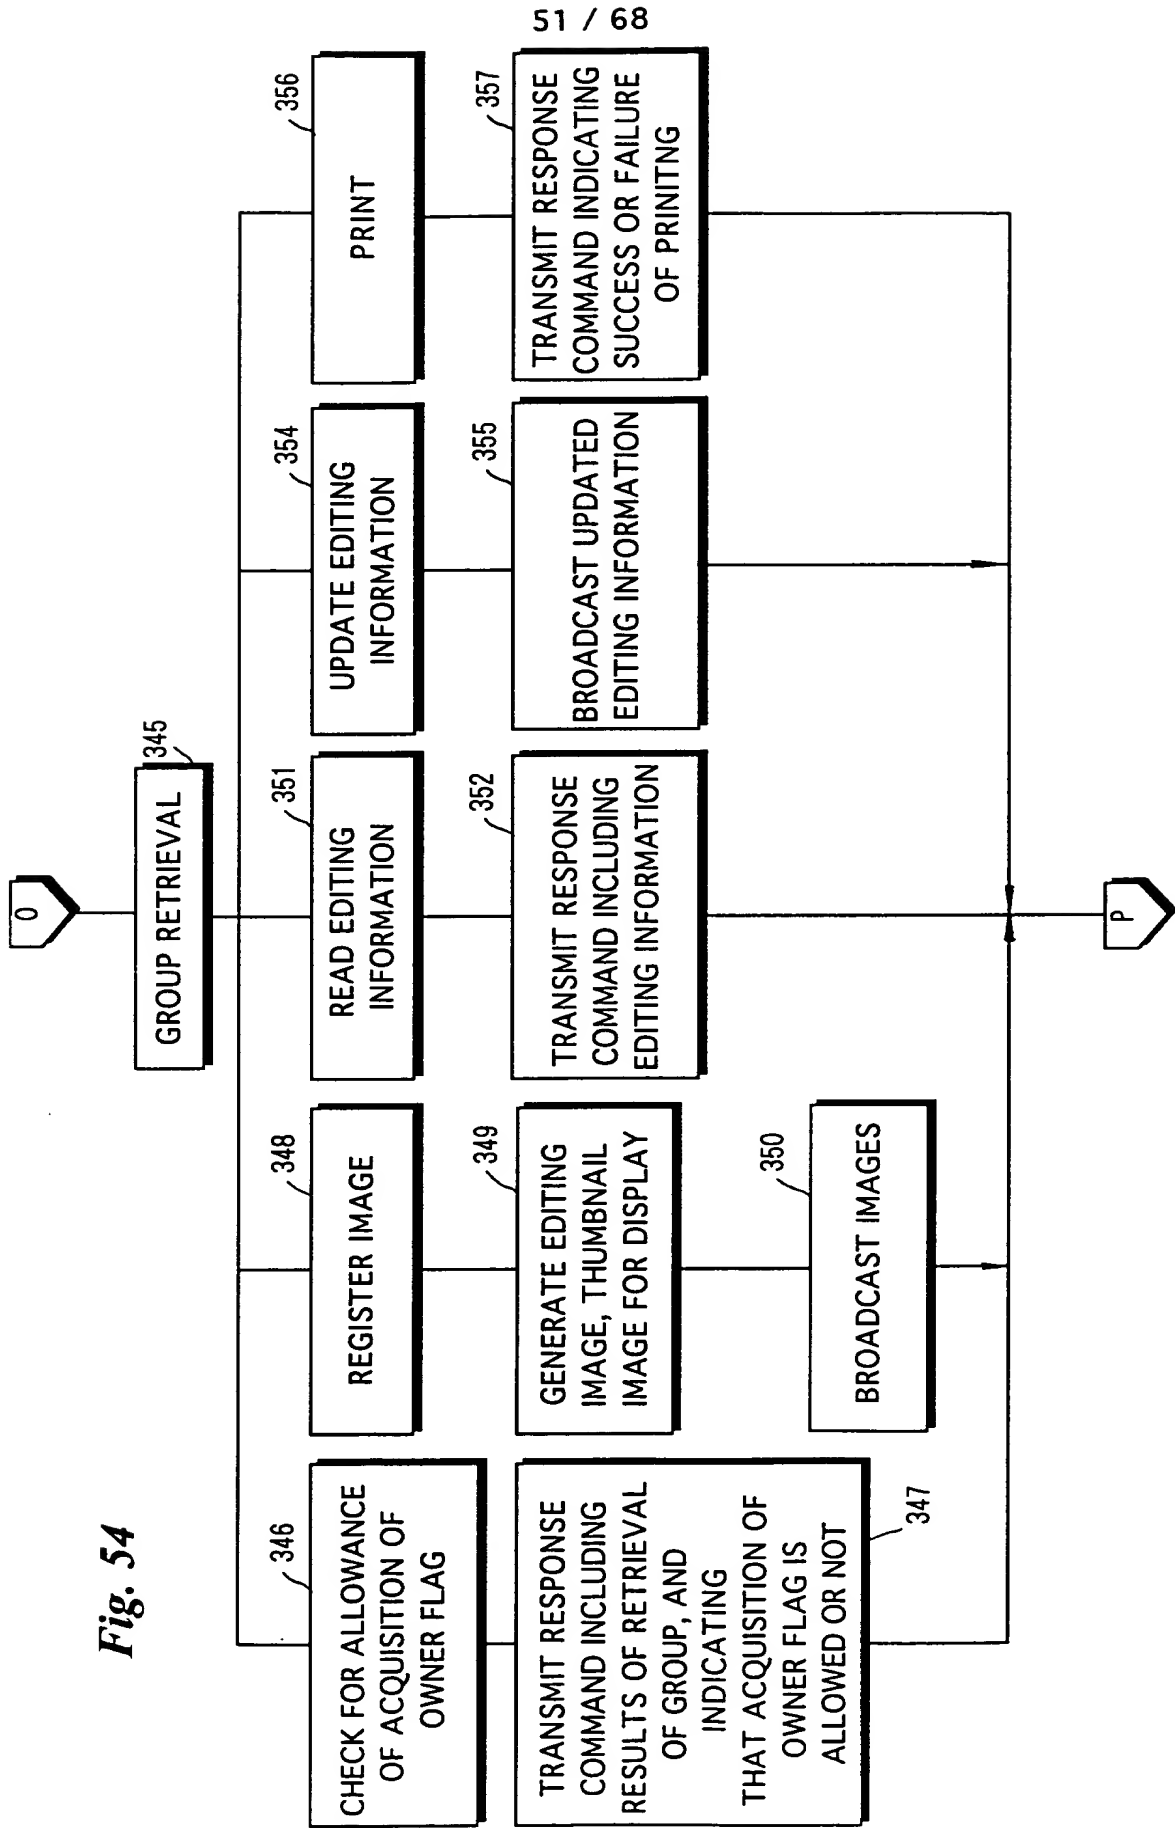 51 / 68
Fig. 54
O
GROUP RETRIEVAL
345
346
CHECK FOR ALLOWANCE
OF ACQUISITION OF
OWNER FLAG
TRANSMIT RESPONSE
COMMAND INCLUDING
RESULTS OF RETRIEVAL
OF GROUP, AND
INDICATING
THAT ACQUISITION OF
OWNER FLAG IS
ALLOWED OR NOT
347
348
REGISTER IMAGE
349
GENERATE EDITING
IMAGE, THUMBNAIL
IMAGE FOR DISPLAY
350
BROADCAST IMAGES
351
READ EDITING
INFORMATION
352
TRANSMIT RESPONSE
COMMAND INCLUDING
EDITING INFORMATION
354
UPDATE EDITING
INFORMATION
355
BROADCAST UPDATED
EDITING INFORMATION
356
PRINT
357
TRANSMIT RESPONSE
COMMAND INDICATING
SUCCESS OR FAILURE
OF PRINITNG
P